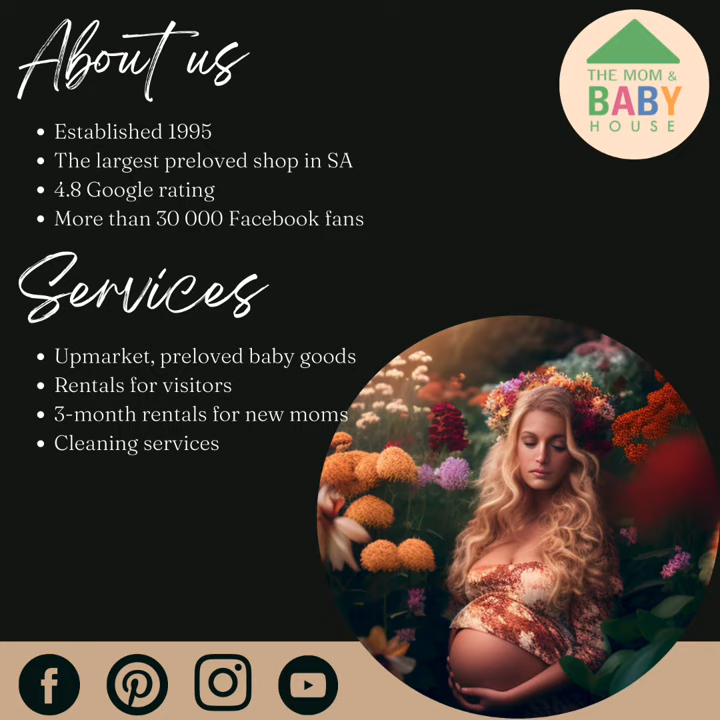 About us
Established 1995
The largest preloved shop in SA
4.8 Google rating
More than 30 000 Facebook fans
THE MOM &
BABY
HOUSE
Services
Upmarket, preloved baby goods
Rentals for visitors
3-month rentals for new moms
Cleaning services